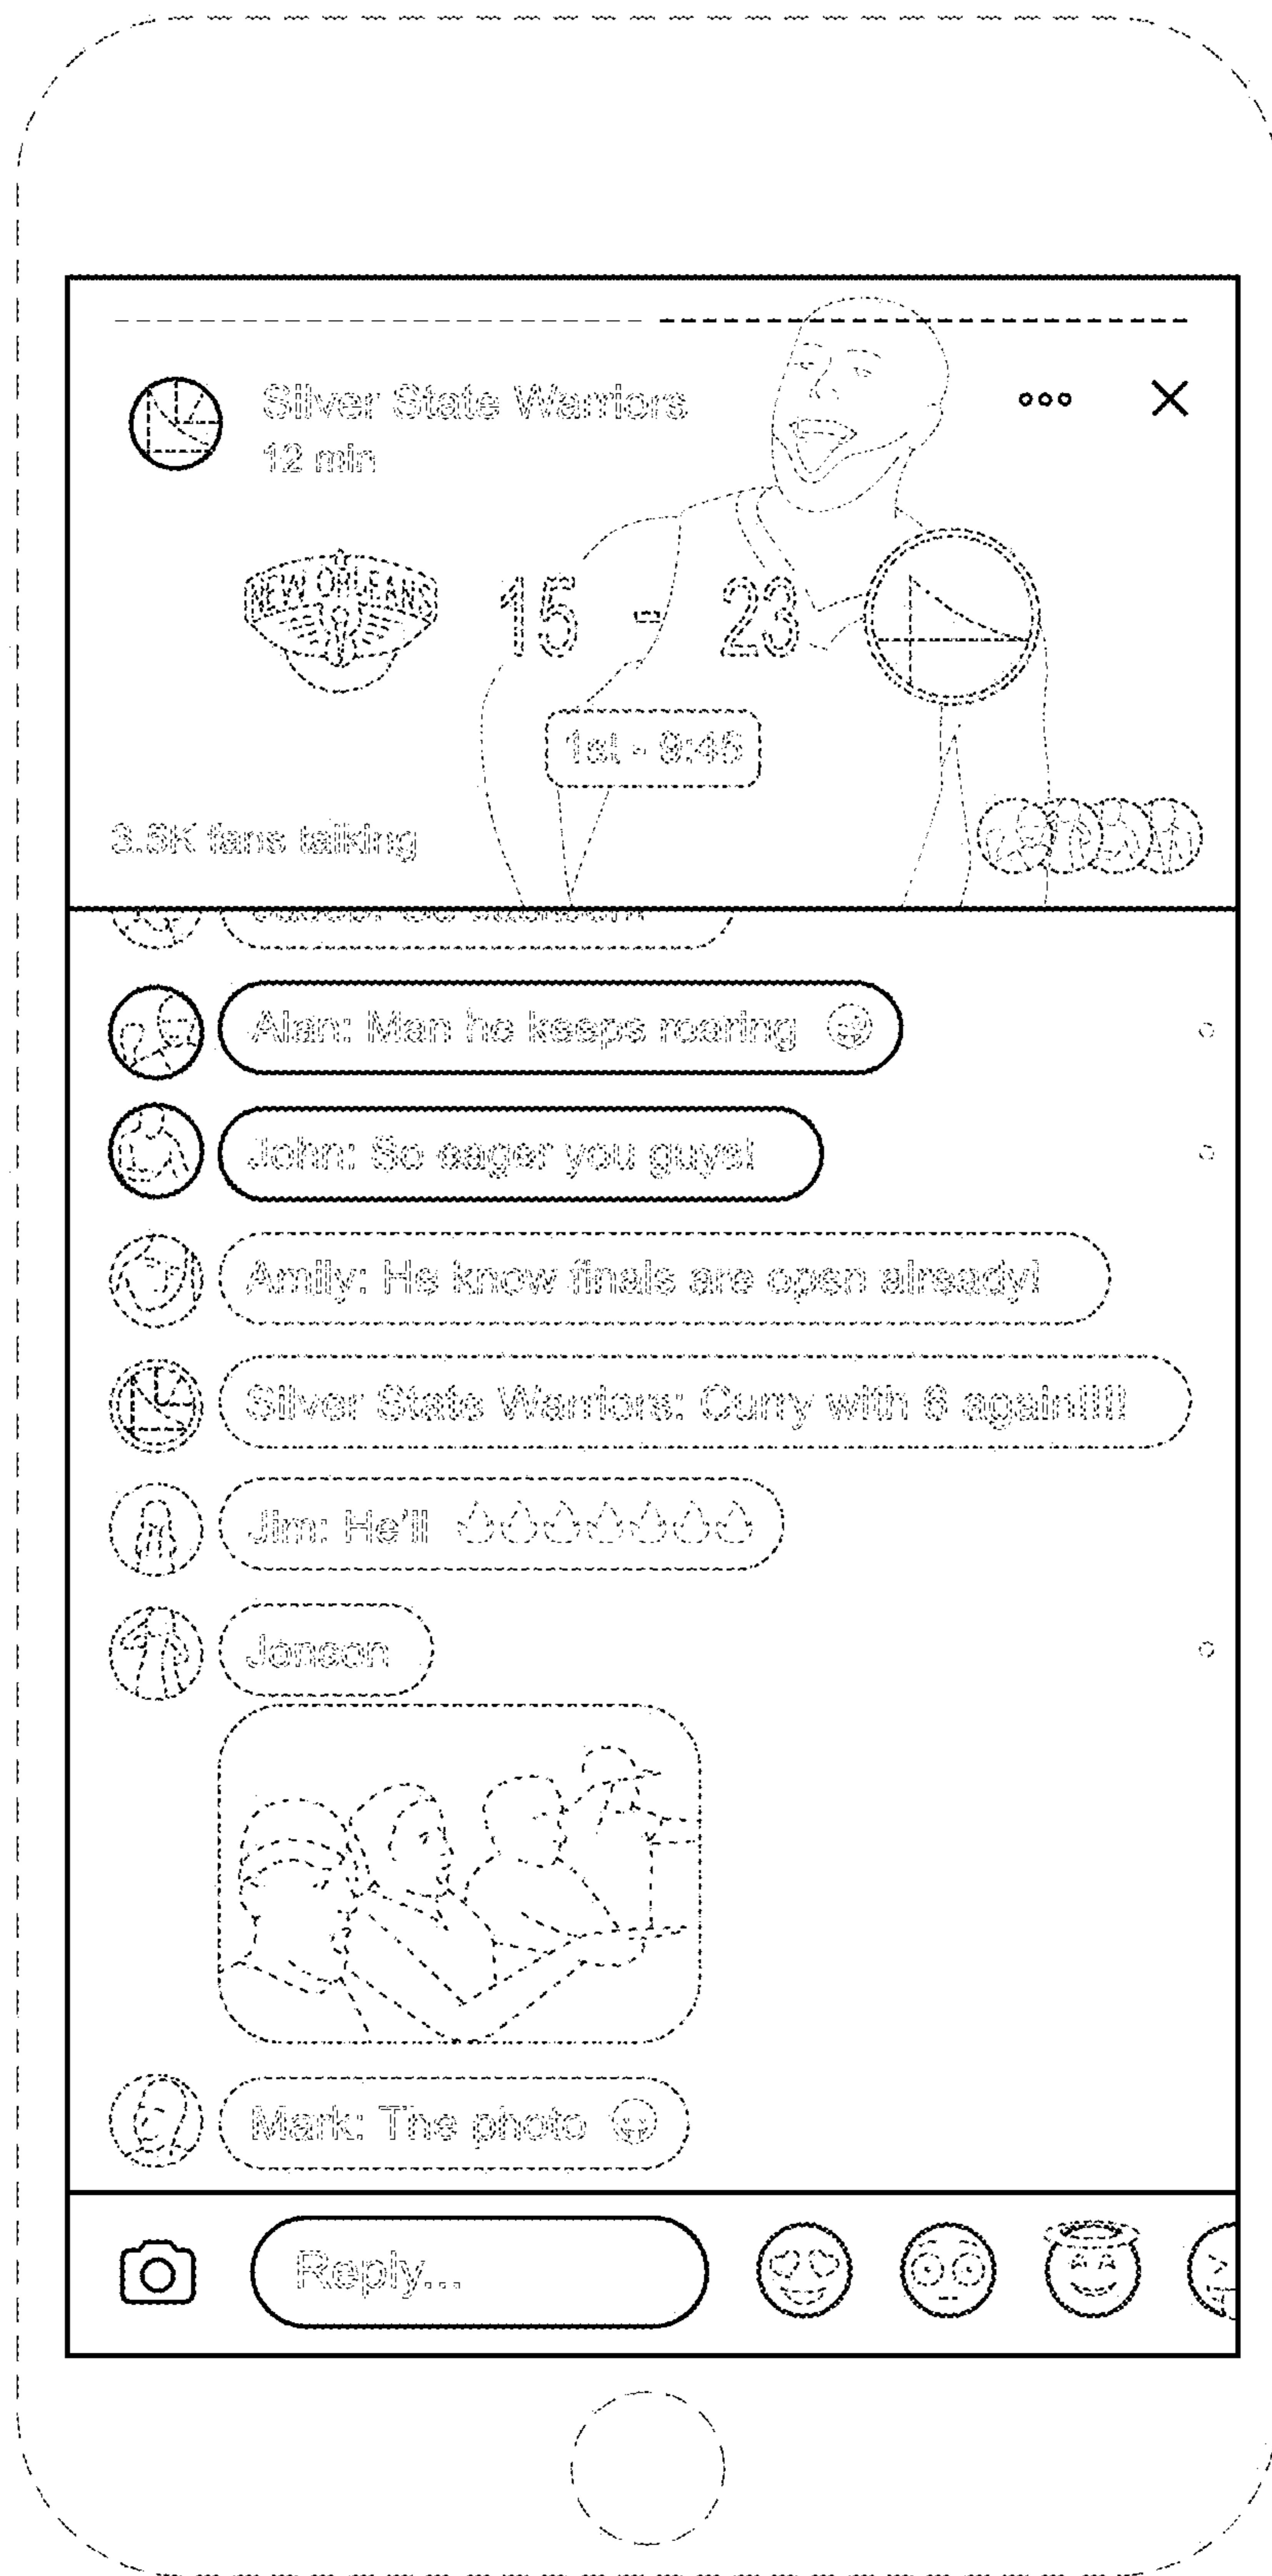 Silver State Warriors
12 min
NEW ORLEANS
15 - 23
1st - 9:45
3.5K fans talking
Alan: Man he keeps roaring
John: So eager you guys!
Amily: He know finals are open already!
Silver State Warriors: Curry with 6 again!!!!
Jim: He'll
Jonson
Mark: The photo
Reply...